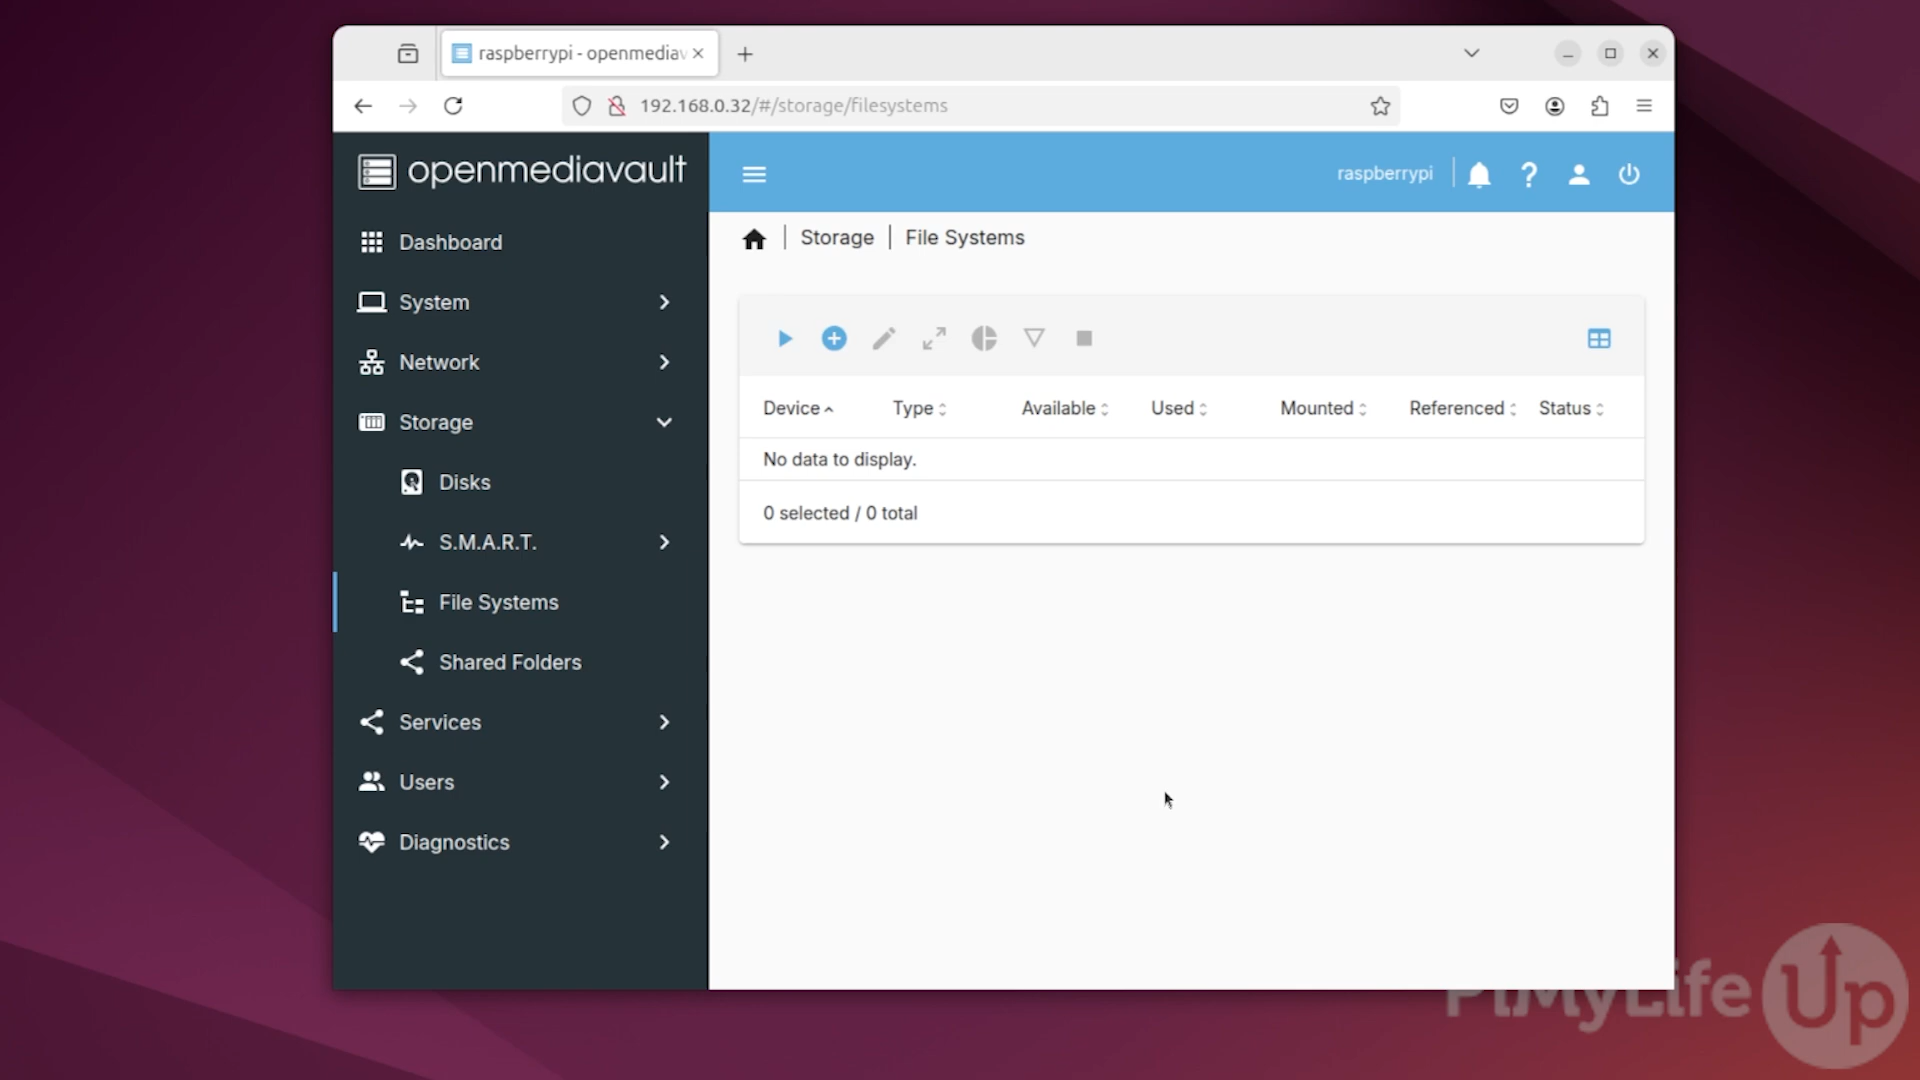 raspberrypi - openmediav
192.168.0.32/#/storage/filesystems
openmediavault
raspberrypi
Dashboard
System
Network
Storage
Disks
S.M.A.R.T.
File Systems
Shared Folders
Services
Users
Diagnostics
Storage | File Systems
Device Type Available Used Mounted Referenced Status
No data to display.
0 selected / 0 total
PiMyLife Up